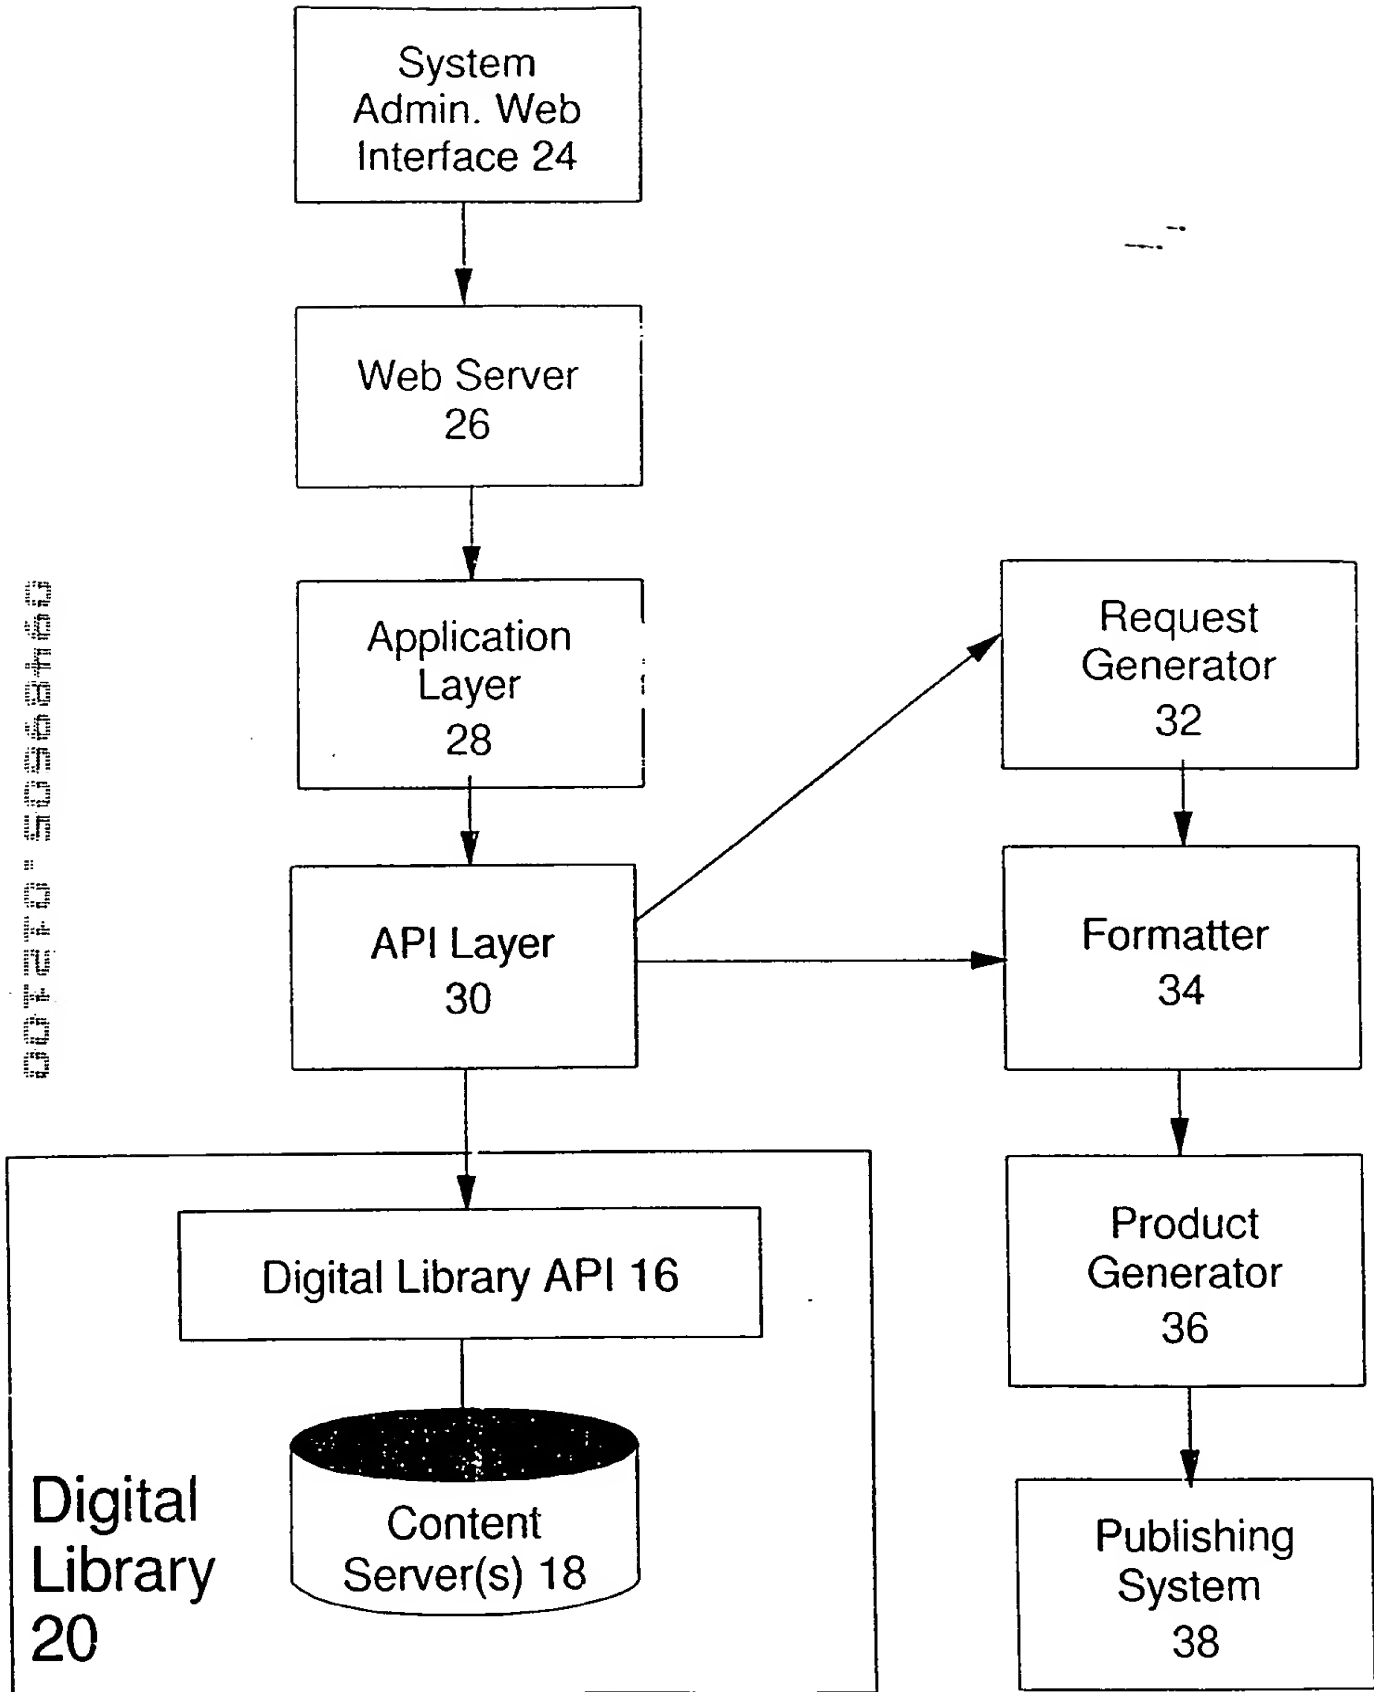 System
Admin. Web
Interface 24
Web Server
26
Application
Layer
28
API Layer
30
Request
Generator
32
Formatter
34
Product
Generator
36
Publishing
System
38
Digital Library API 16
Content
Server(s) 18
Digital
Library
20